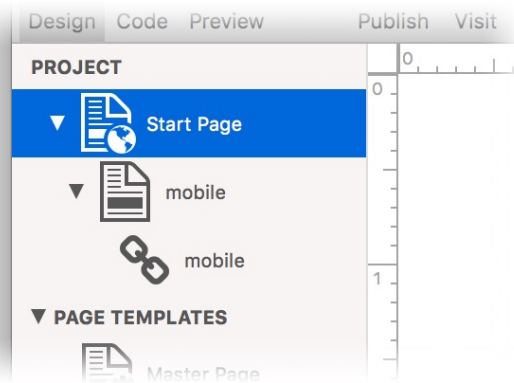 Design Code Preview Publish Visit
PROJECT
0
0
Start Page
mobile
mobile
1
PAGE TEMPLATES
Master Page